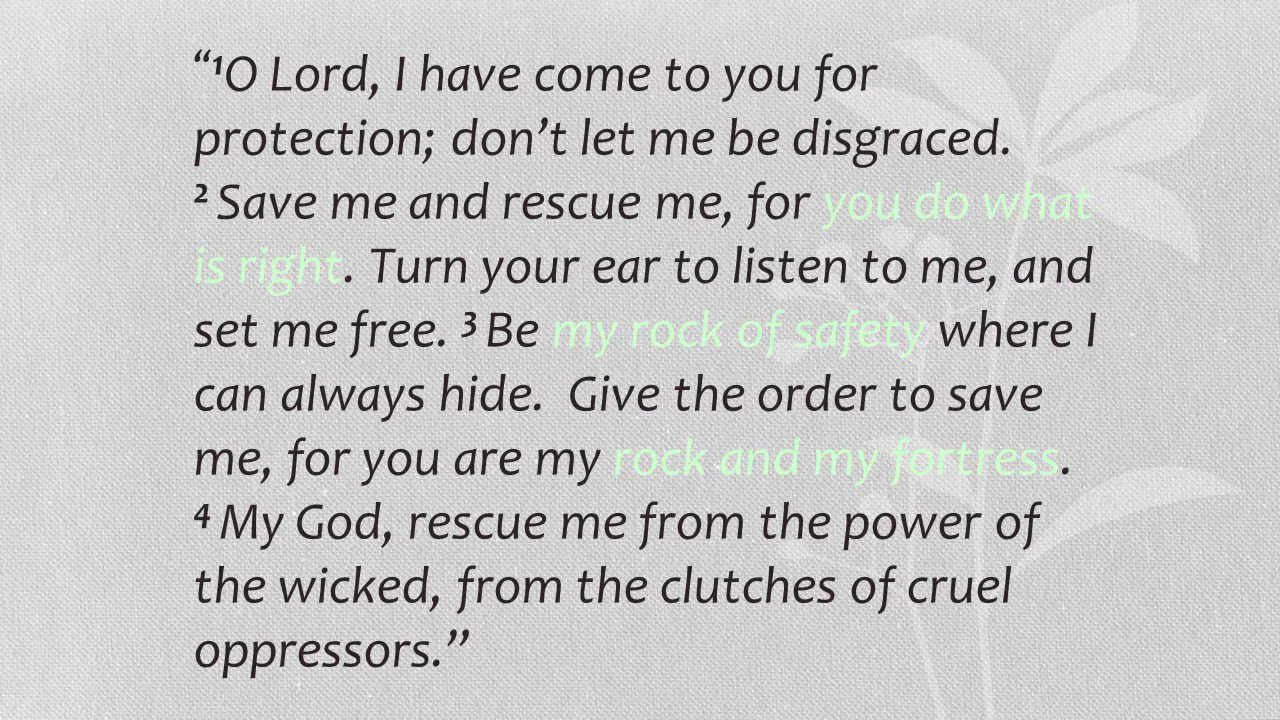 “¹O Lord, I have come to you for
protection; don’t let me be disgraced.
² Save me and rescue me, for you do what
is right. Turn your ear to listen to me, and
set me free. ³ Be my rock of safety where I
can always hide. Give the order to save
me, for you are my rock and my fortress.
⁴ My God, rescue me from the power of
the wicked, from the clutches of cruel
oppressors.”